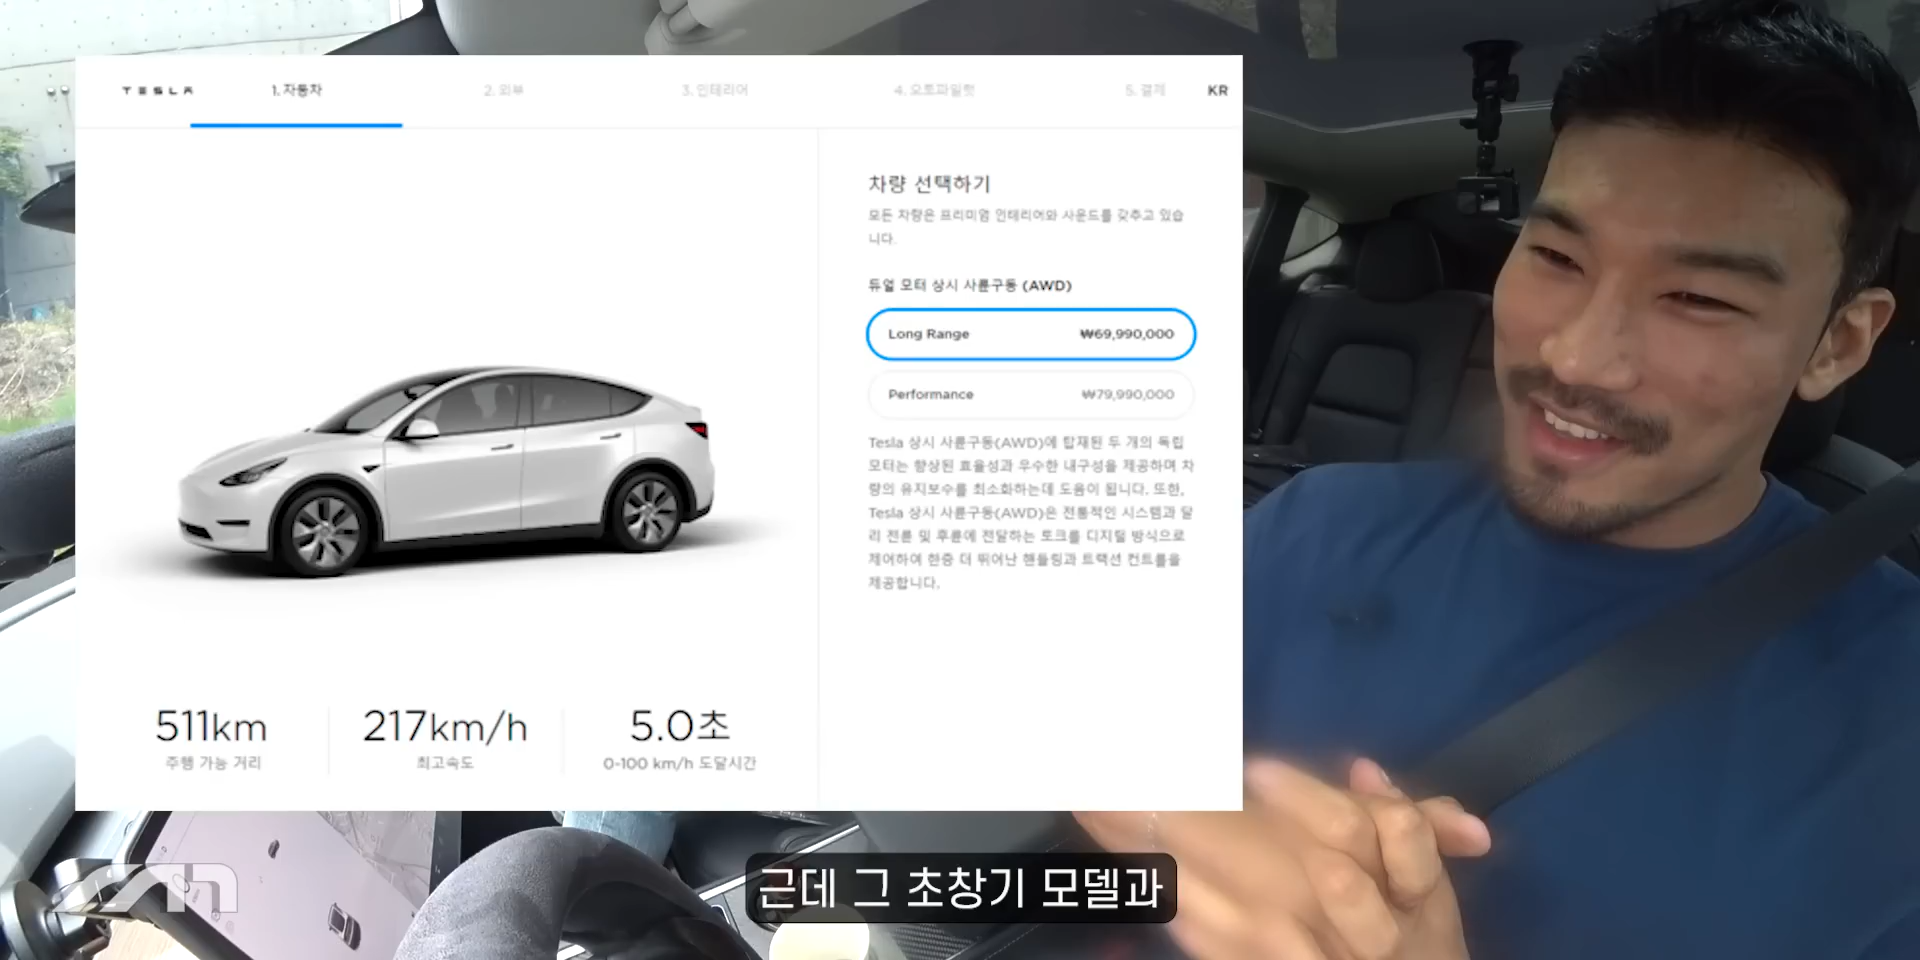 TESLA
1. 자동차
2. 외부
3. 인테리어
4. 오토파일럿
5. 결제
KR
차량 선택하기
모든 차량은 프리미엄 인테리어와 사운드를 갖추고 있습
니다.
듀얼 모터 상시 사륜구동 (AWD)
Long Range ₩69,990,000
Performance ₩79,990,000
Tesla 상시 사륜구동(AWD)에 탑재된 두 개의 독립
모터는 향상된 효율성과 우수한 내구성을 제공하며 차
량의 유지보수를 최소화하는데 도움이 됩니다. 또한,
Tesla 상시 사륜구동(AWD)은 전통적인 시스템과 달
리 전륜 및 후륜에 전달하는 토크를 디지털 방식으로
제어하여 한층 더 뛰어난 핸들링과 트랙션 컨트롤을
제공합니다.
511km
주행 가능 거리
217km/h
최고속도
5.0초
0-100 km/h 도달시간
근데 그 초창기 모델과